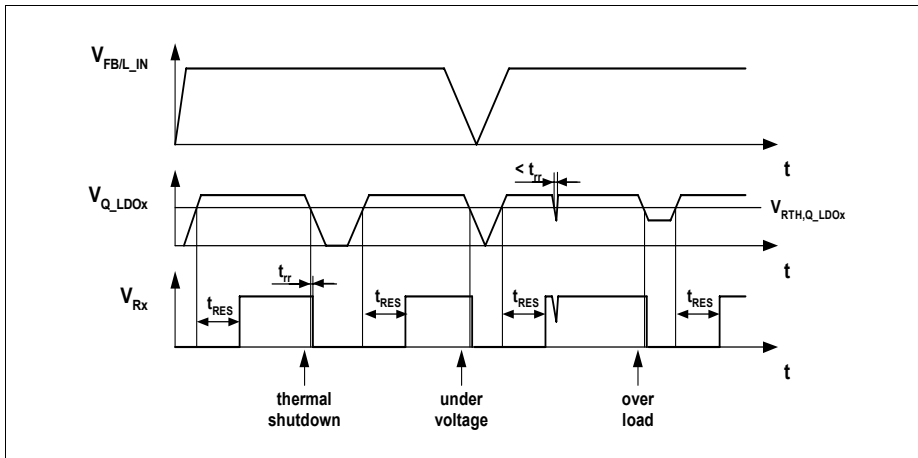 V_FB/L_IN
t
< t_rr
V_Q_LDOx
V_RTH,Q_LDOx
t
t_rr
V_Rx
t_RES
t_RES
t_RES
t_RES
t
thermal
shutdown
under
voltage
over
load